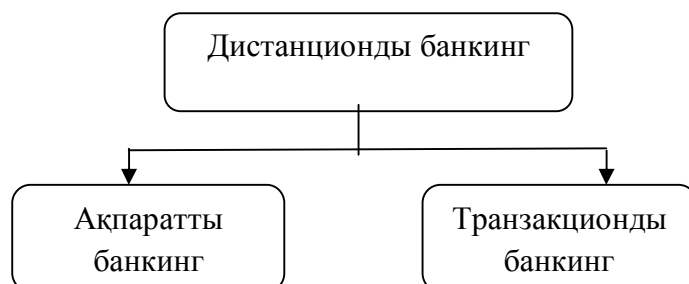 Дистанционды банкинг
Ақпаратты
банкинг
Транзакционды
банкинг